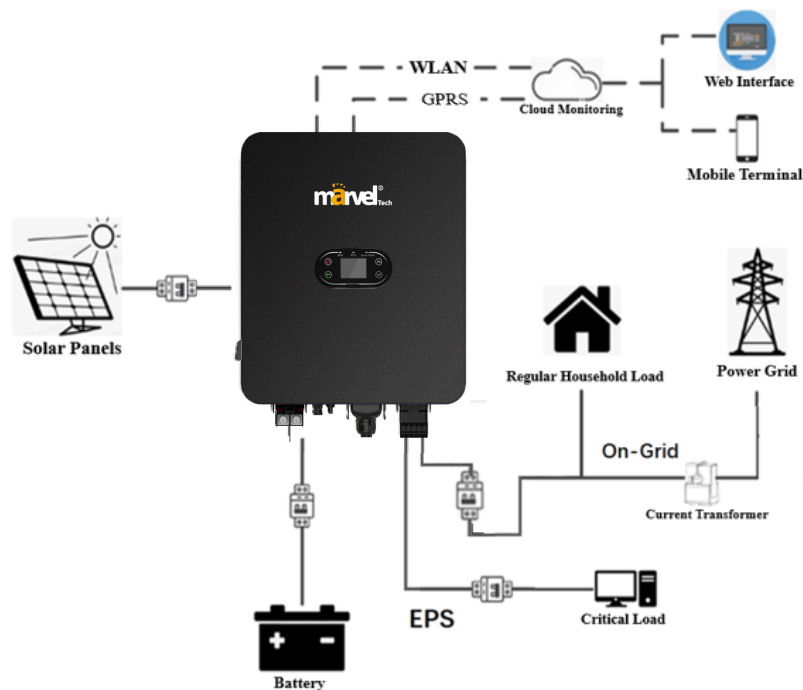 WLAN
GPRS
Cloud Monitoring
Web Interface
Mobile Terminal
marvel®
Tech
Solar Panels
Regular Household Load
Power Grid
On-Grid
Current Transformer
EPS
Critical Load
Battery